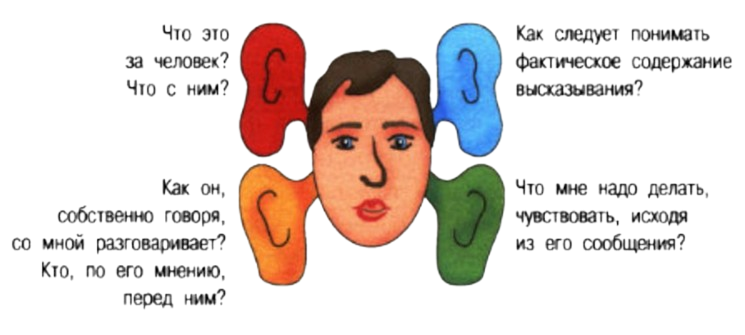 Что это
за человек?
Что с ним?
Как следует понимать
фактическое содержание
высказывания?
Как он,
собственно говоря,
со мной разговаривает?
Кто, по его мнению,
перед ним?
Что мне надо делать,
чувствовать, исходя
из его сообщения?